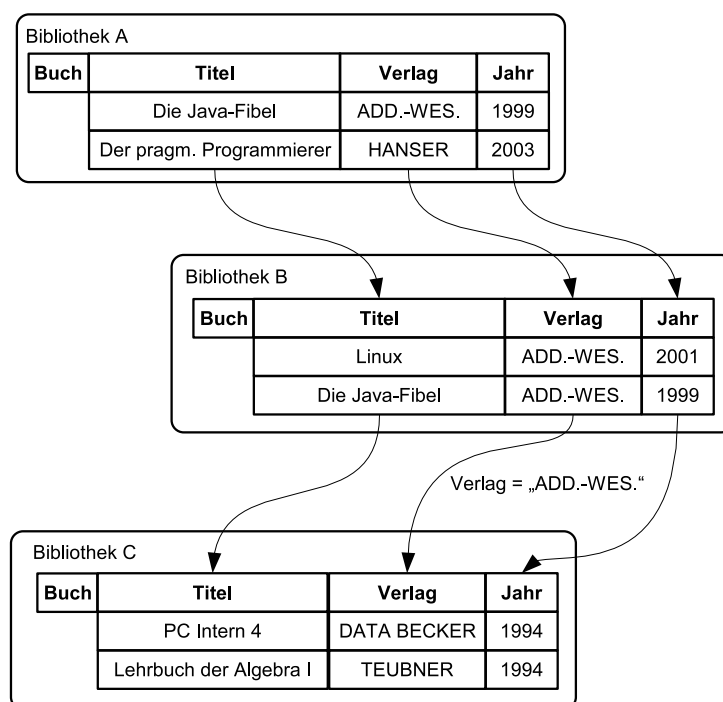 Bibliothek A
Buch Titel Verlag Jahr
Die Java-Fibel ADD.-WES. 1999
Der pragm. Programmierer HANSER 2003
Bibliothek B
Buch Titel Verlag Jahr
Linux ADD.-WES. 2001
Die Java-Fibel ADD.-WES. 1999
Verlag = „ADD.-WES.“
Bibliothek C
Buch Titel Verlag Jahr
PC Intern 4 DATA BECKER 1994
Lehrbuch der Algebra I TEUBNER 1994